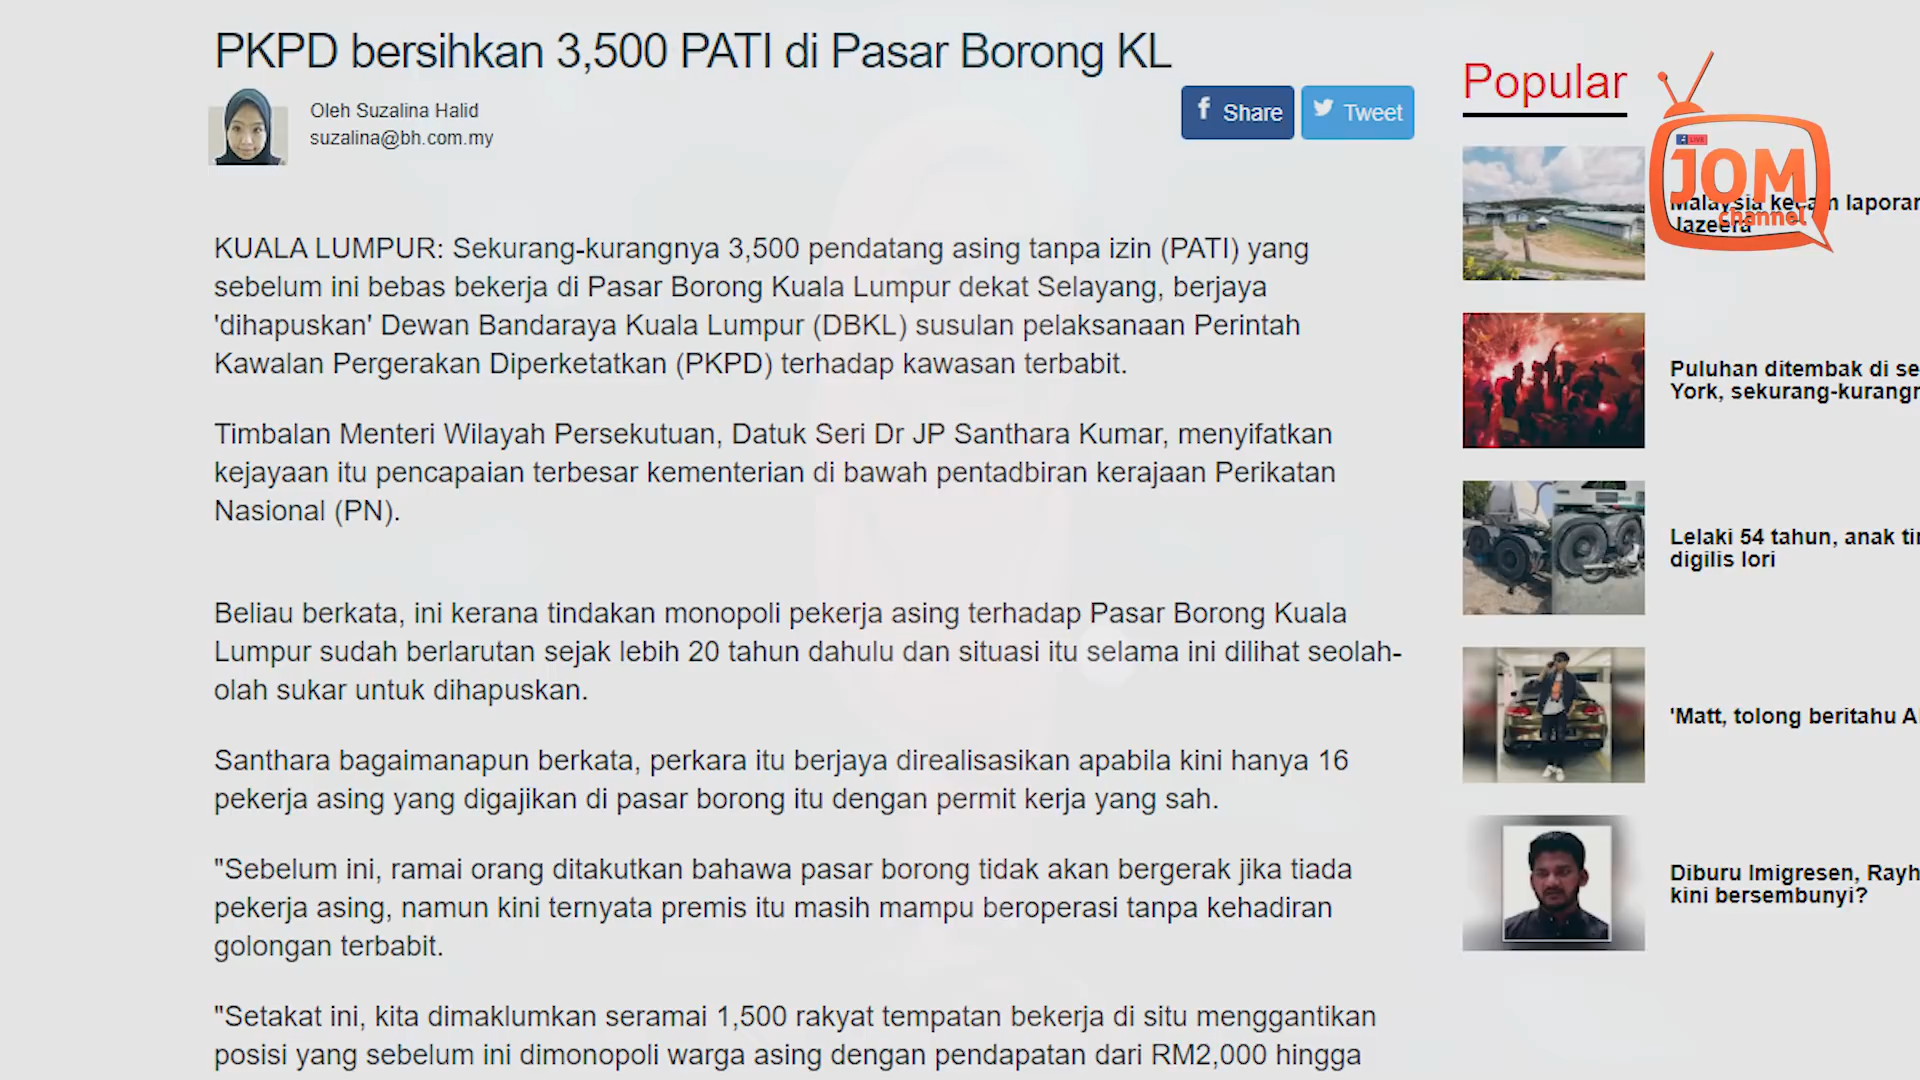 PKPD bersihkan 3,500 PATI di Pasar Borong KL
Oleh Suzalina Halid
suzalina@bh.com.my
Share
Tweet
KUALA LUMPUR: Sekurang-kurangnya 3,500 pendatang asing tanpa izin (PATI) yang
sebelum ini bebas bekerja di Pasar Borong Kuala Lumpur dekat Selayang, berjaya
'dihapuskan' Dewan Bandaraya Kuala Lumpur (DBKL) susulan pelaksanaan Perintah
Kawalan Pergerakan Diperketatkan (PKPD) terhadap kawasan terbabit.
Timbalan Menteri Wilayah Persekutuan, Datuk Seri Dr JP Santhara Kumar, menyifatkan
kejayaan itu pencapaian terbesar kementerian di bawah pentadbiran kerajaan Perikatan
Nasional (PN).
Beliau berkata, ini kerana tindakan monopoli pekerja asing terhadap Pasar Borong Kuala
Lumpur sudah berlarutan sejak lebih 20 tahun dahulu dan situasi itu selama ini dilihat seolah-
olah sukar untuk dihapuskan.
Santhara bagaimanapun berkata, perkara itu berjaya direalisasikan apabila kini hanya 16
pekerja asing yang digajikan di pasar borong itu dengan permit kerja yang sah.
"Sebelum ini, ramai orang ditakutkan bahawa pasar borong tidak akan bergerak jika tiada
pekerja asing, namun kini ternyata premis itu masih mampu beroperasi tanpa kehadiran
golongan terbabit.
"Setakat ini, kita dimaklumkan seramai 1,500 rakyat tempatan bekerja di situ menggantikan
posisi yang sebelum ini dimonopoli warga asing dengan pendapatan dari RM2,000 hingga
Popular
LIVE
JOM
channel
Malaysia kecam laporan
Jazeera
Puluhan ditembak di se
York, sekurang-kurangn
Lelaki 54 tahun, anak tir
digilis lori
'Matt, tolong beritahu A
Diburu Imigresen, Rayh
kini bersembunyi?